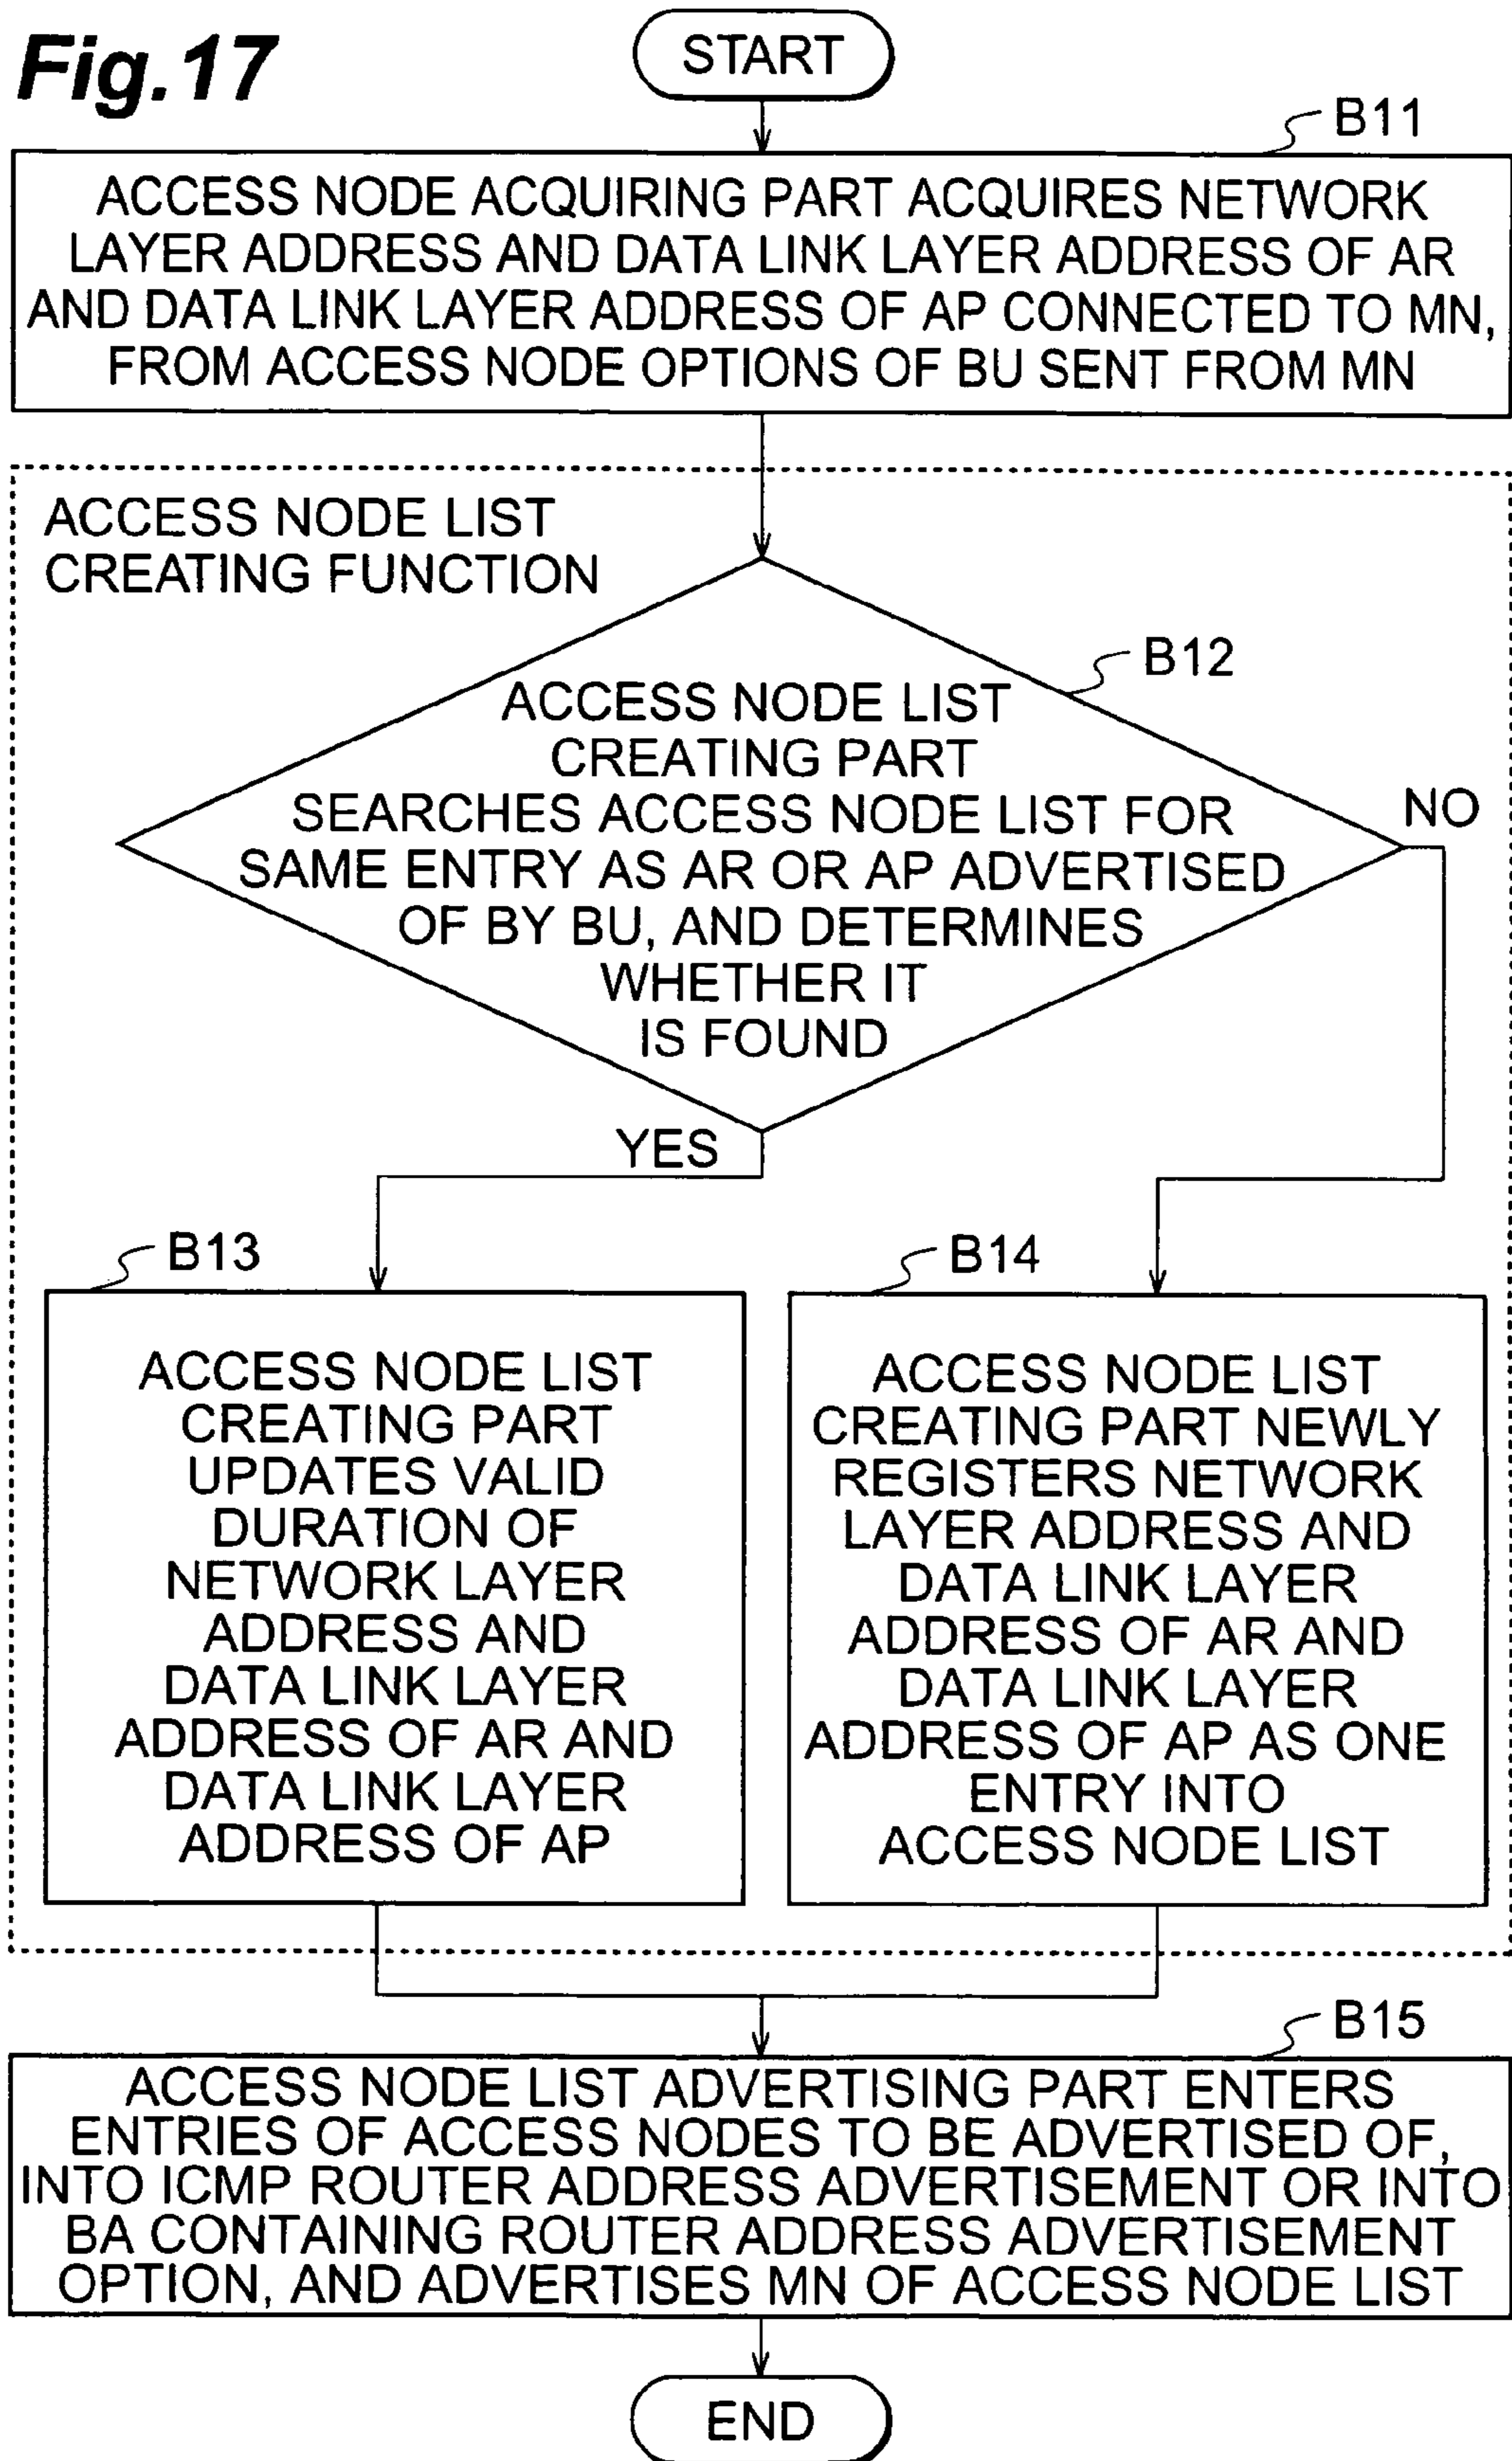 Fig.17
START
B11
ACCESS NODE ACQUIRING PART ACQUIRES NETWORK
LAYER ADDRESS AND DATA LINK LAYER ADDRESS OF AR
AND DATA LINK LAYER ADDRESS OF AP CONNECTED TO MN,
FROM ACCESS NODE OPTIONS OF BU SENT FROM MN
ACCESS NODE LIST
CREATING FUNCTION
B12
ACCESS NODE LIST
CREATING PART
SEARCHES ACCESS NODE LIST FOR
SAME ENTRY AS AR OR AP ADVERTISED
OF BY BU, AND DETERMINES
WHETHER IT
IS FOUND
NO
YES
B13
ACCESS NODE LIST
CREATING PART
UPDATES VALID
DURATION OF
NETWORK LAYER
ADDRESS AND
DATA LINK LAYER
ADDRESS OF AR AND
DATA LINK LAYER
ADDRESS OF AP
B14
ACCESS NODE LIST
CREATING PART NEWLY
REGISTERS NETWORK
LAYER ADDRESS AND
DATA LINK LAYER
ADDRESS OF AR AND
DATA LINK LAYER
ADDRESS OF AP AS ONE
ENTRY INTO
ACCESS NODE LIST
B15
ACCESS NODE LIST ADVERTISING PART ENTERS
ENTRIES OF ACCESS NODES TO BE ADVERTISED OF,
INTO ICMP ROUTER ADDRESS ADVERTISEMENT OR INTO
BA CONTAINING ROUTER ADDRESS ADVERTISEMENT
OPTION, AND ADVERTISES MN OF ACCESS NODE LIST
END